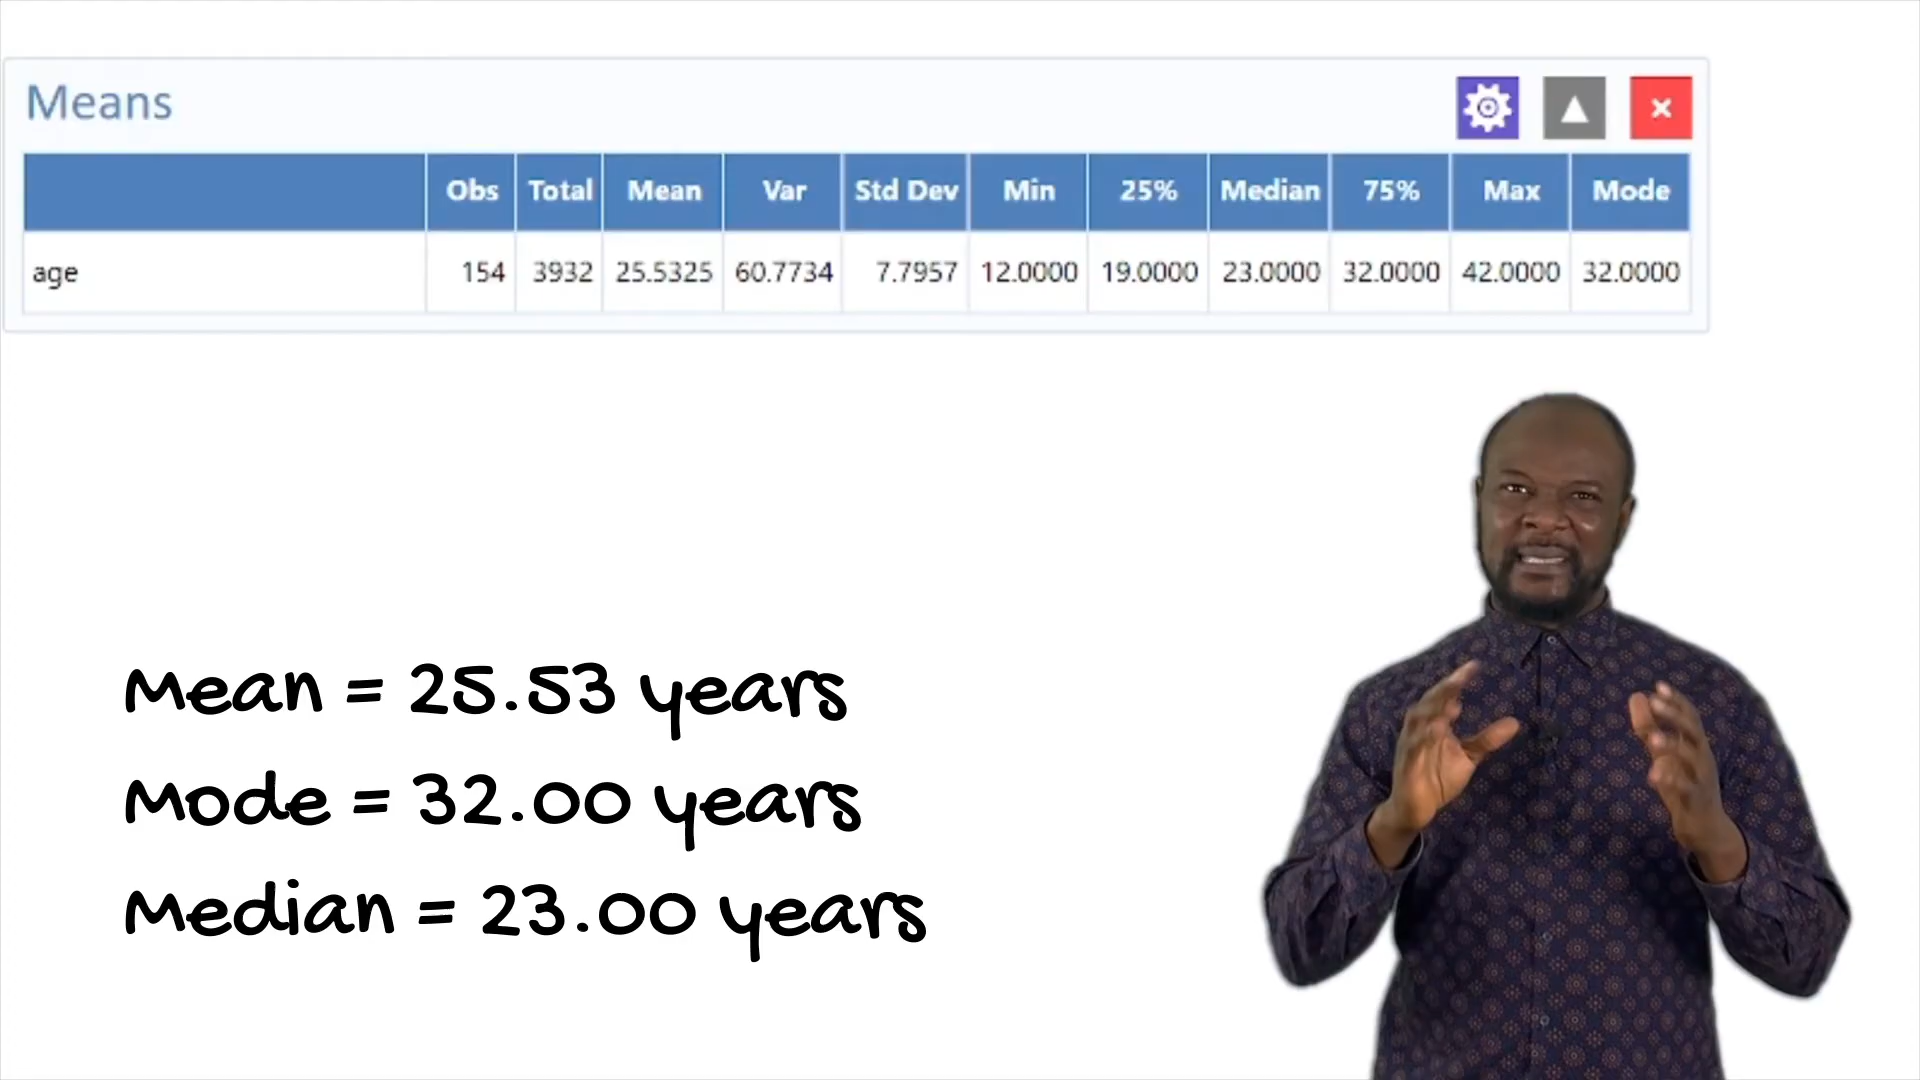 Means
Obs Total Mean Var Std Dev Min 25% Median 75% Max Mode
age 154 3932 25.5325 60.7734 7.7957 12.0000 19.0000 23.0000 32.0000 42.0000 32.0000
Mean = 25.53 years
Mode = 32.00 years
Median = 23.00 years